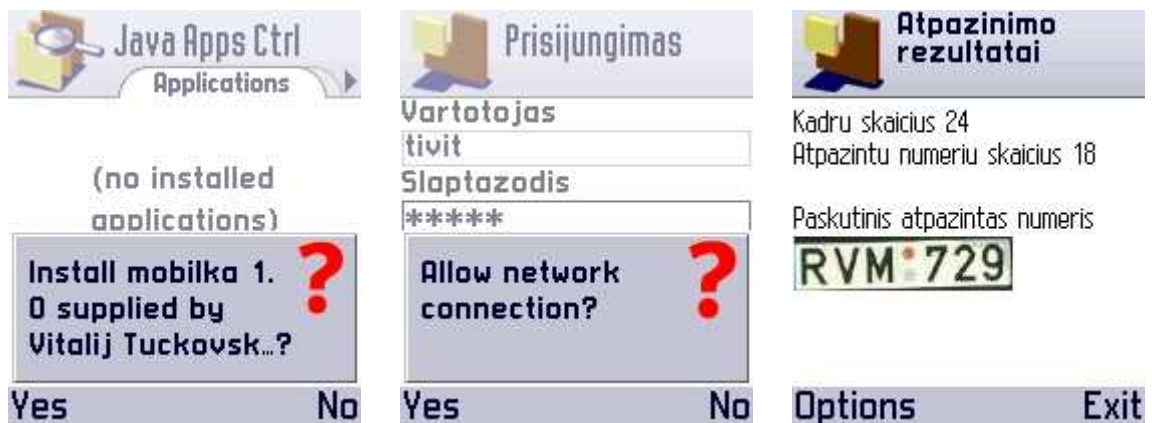 Java Apps Ctrl
Applications
(no installed
applications)
Install mobilka 1.
0 supplied by
Vitalij Tuckovsk…?
Yes No
Prisijungimas
Vartotojas
tivit
Slaptazodis
*****
Allow network
connection?
Yes No
Atpazinimo
rezultatai
Kadru skaicius 24
Atpazintu numeriu skaicius 18
Paskutinis atpazintas numeris
RVM 729
Options Exit